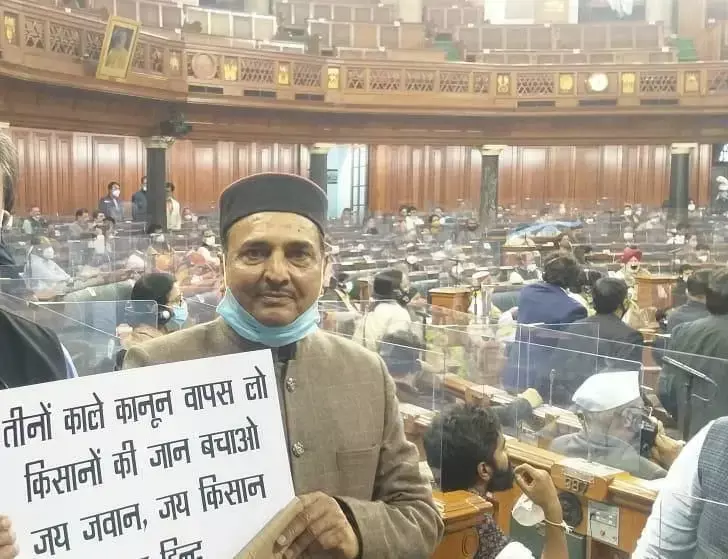 तीनों काले कानून वापस लो
किसानों की जान बचाओ
जय जवान, जय किसान
हिन्द